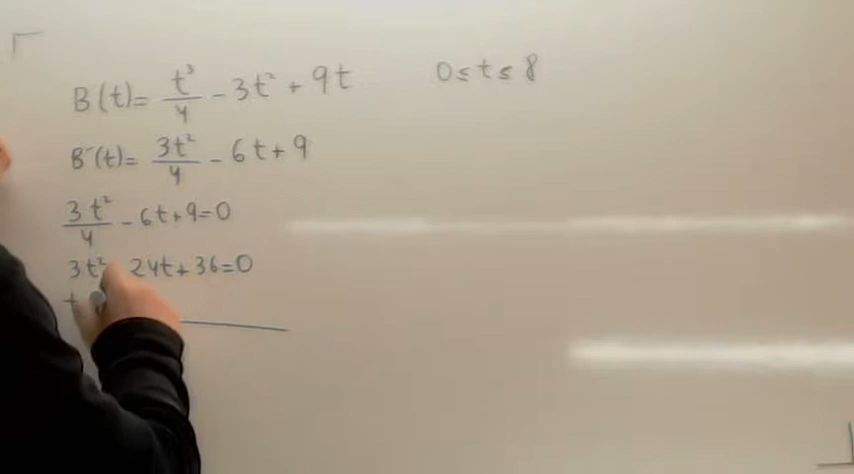 B(t)= t³/4 - 3t² + 9t 0≤t≤8
B'(t)= 3t²/4 - 6t+9
3t²/4 - 6t+9=0
3t² 24t+36=0
t